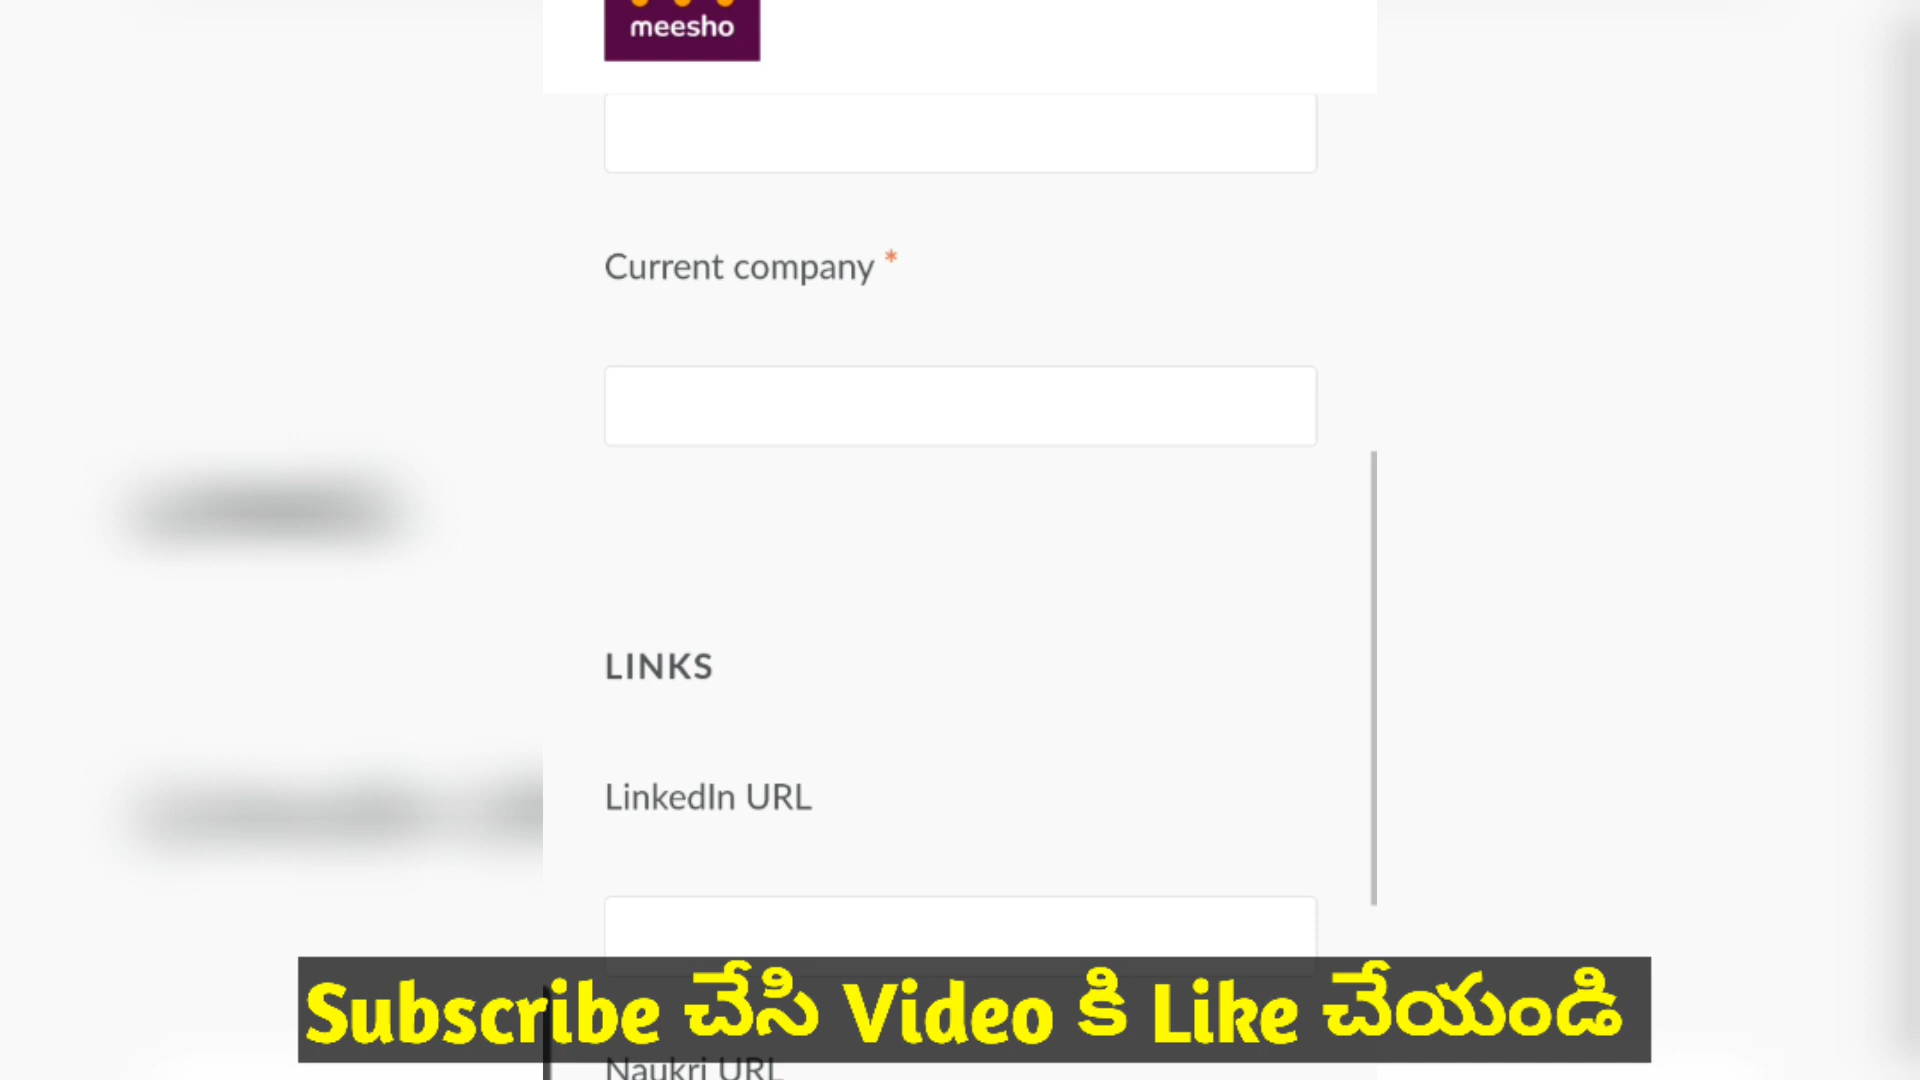 meesho
Current company *
LINKS
LinkedIn URL
Subscribe చేసి Video కి Like చేయండి
Naukri URL